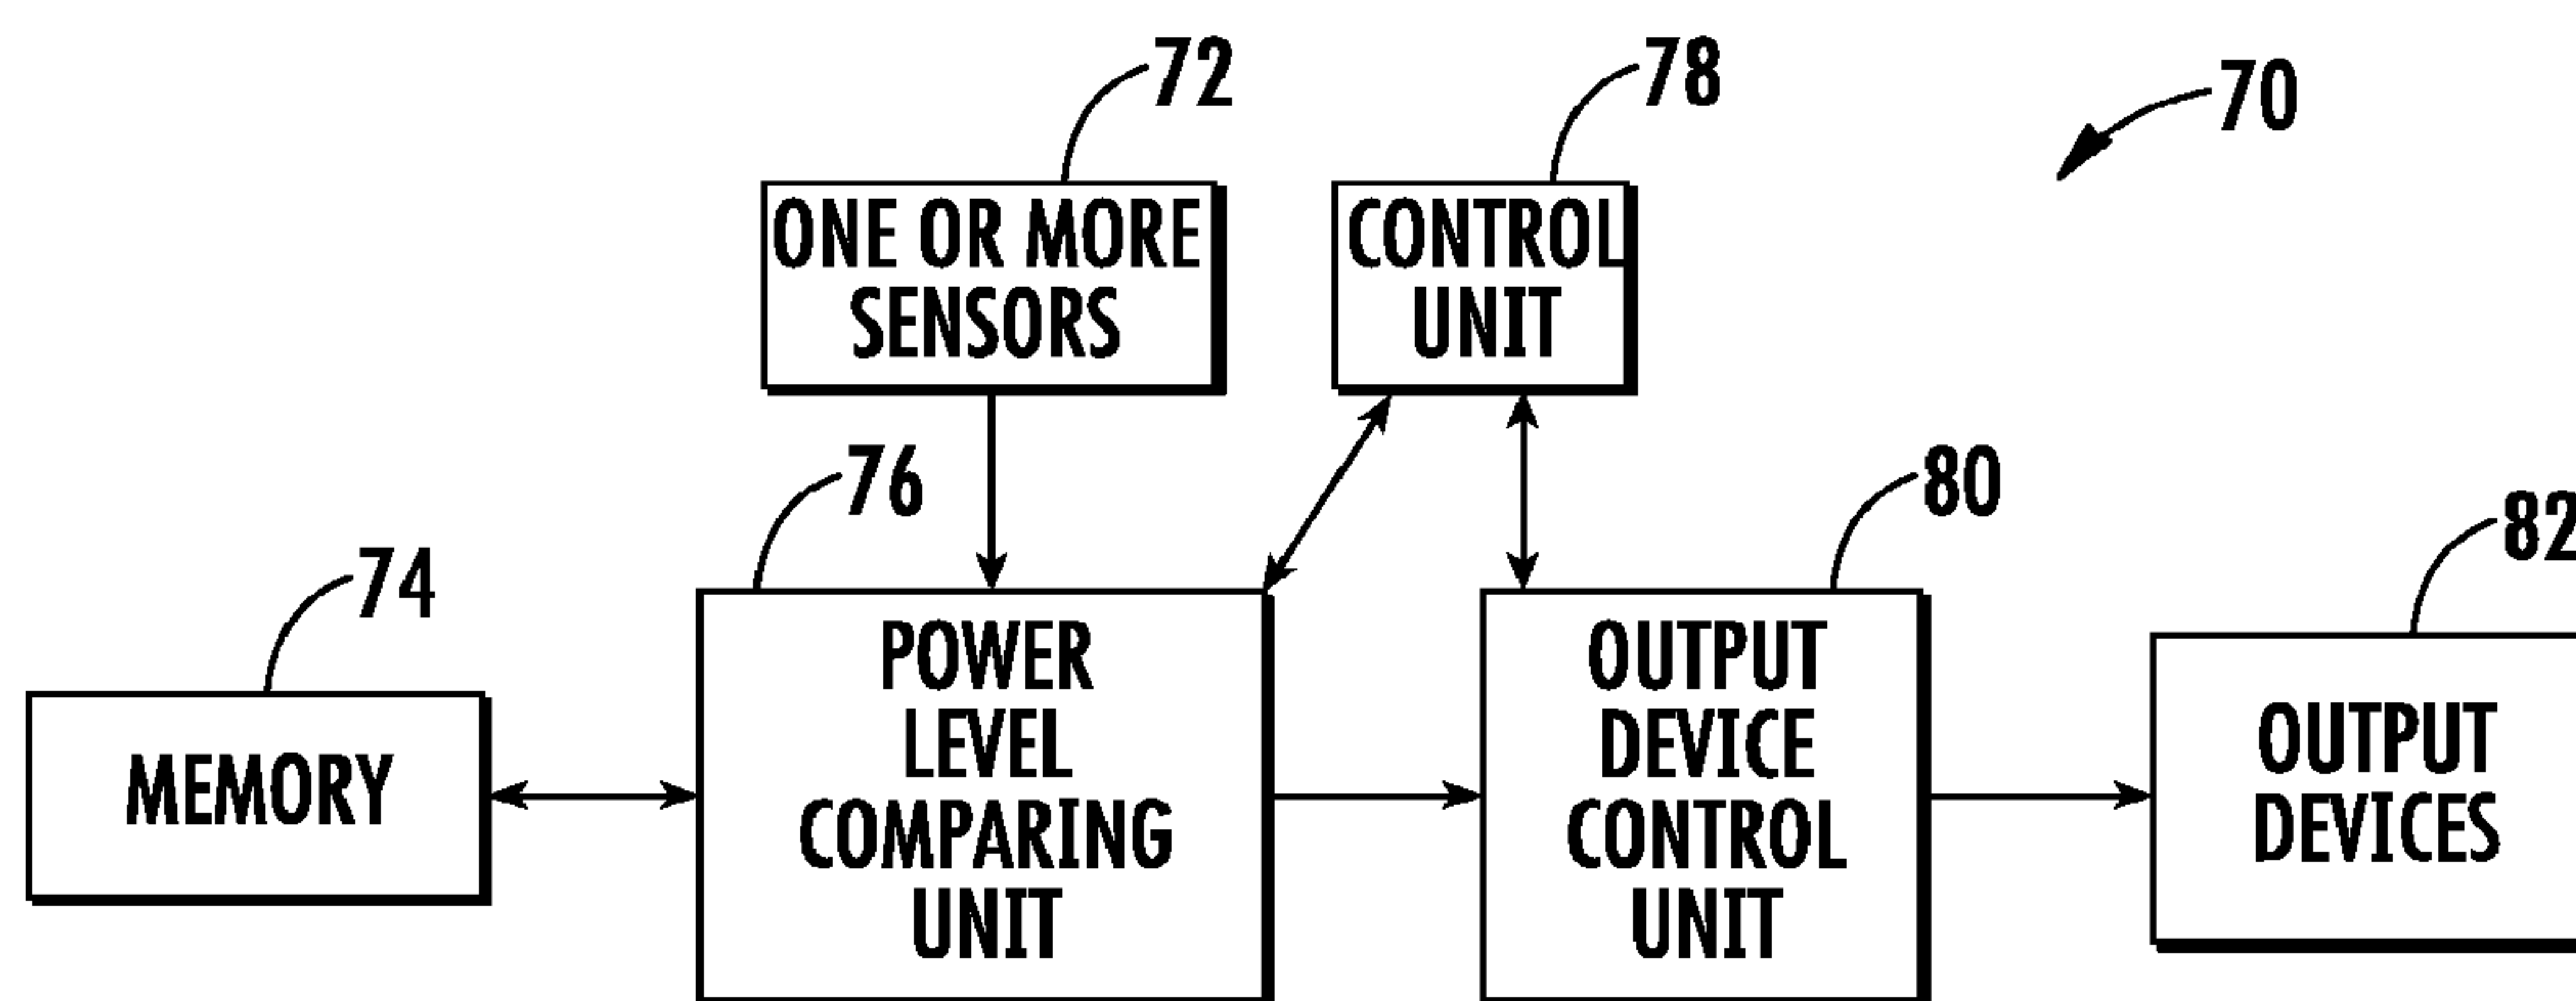 72
78
70
ONE OR MORE
SENSORS
CONTROL
UNIT
76
80
82
74
POWER
LEVEL
COMPARING
UNIT
OUTPUT
DEVICE
CONTROL
UNIT
OUTPUT
DEVICES
MEMORY